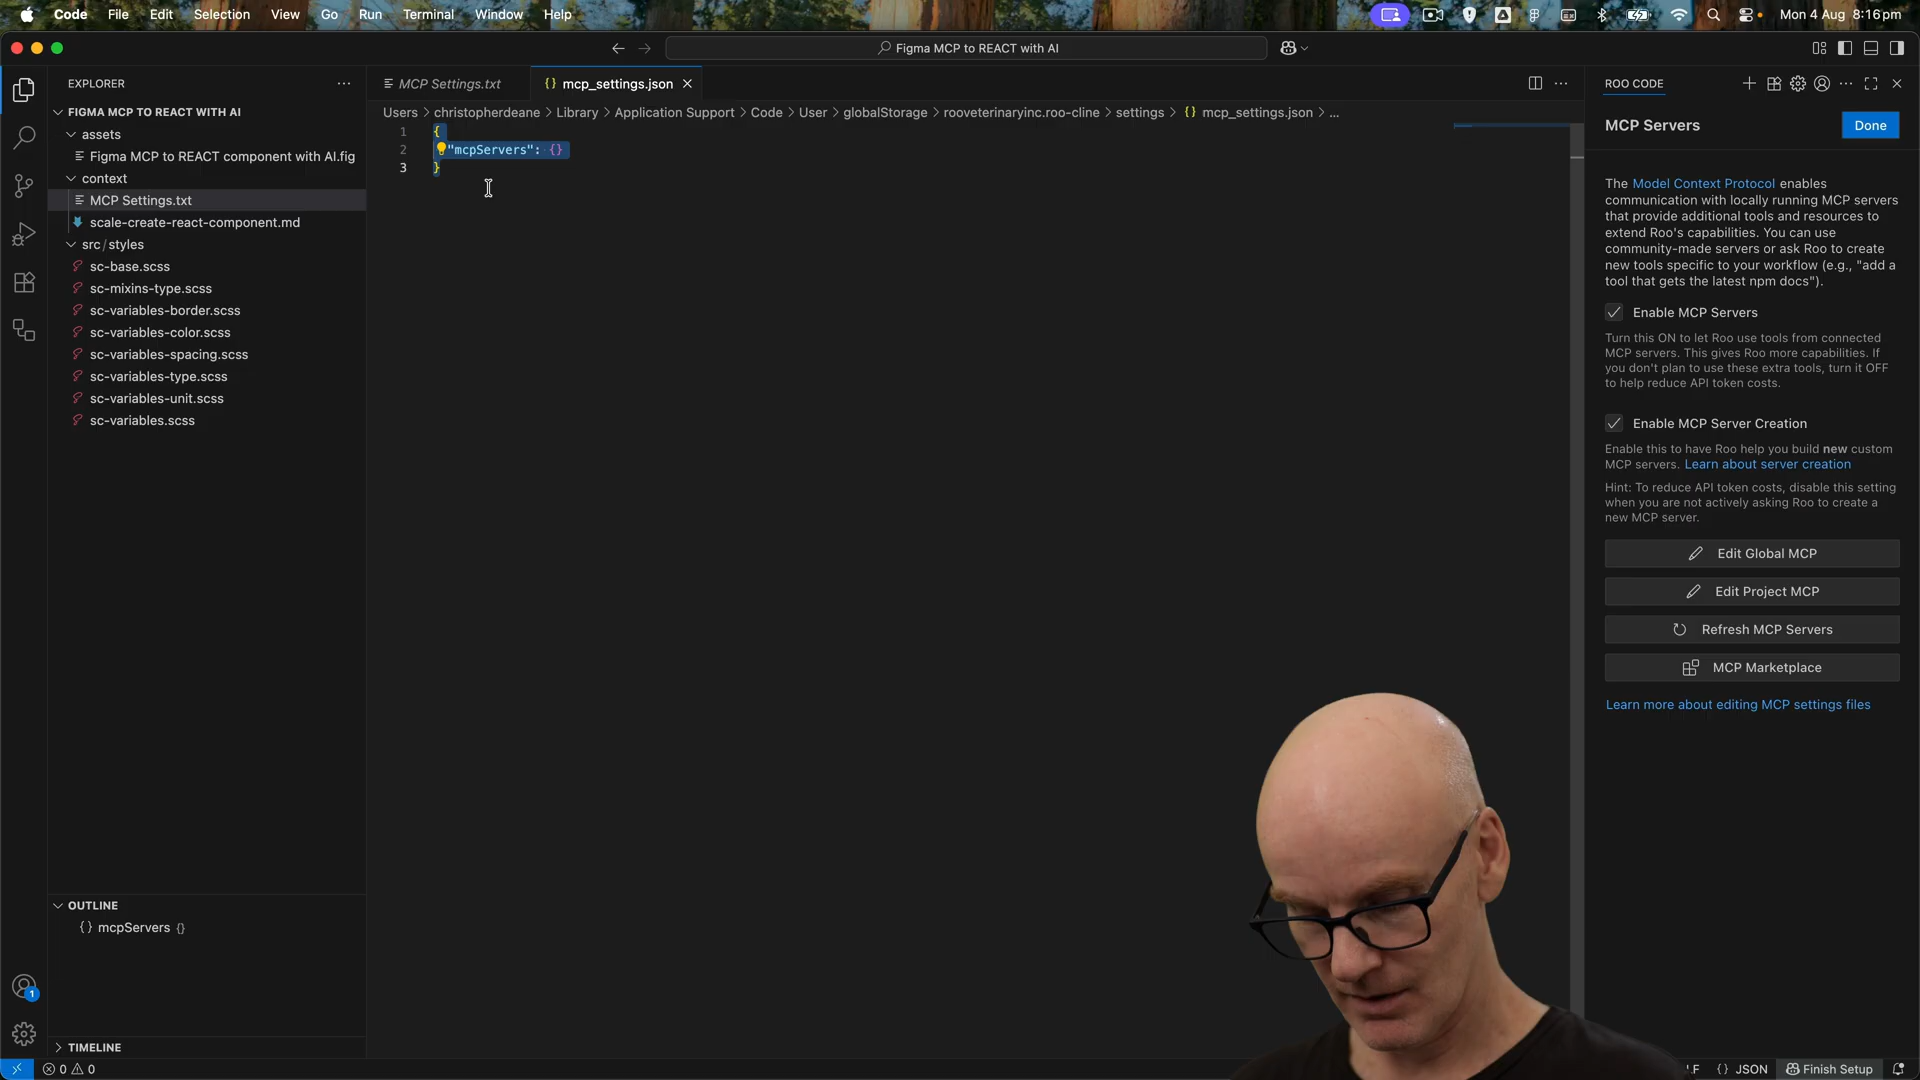 Code File Edit Selection View Go Run Terminal Window Help
Mon 4 Aug 8:16pm
Figma MCP to REACT with AI
EXPLORER
FIGMA MCP TO REACT WITH AI
assets
Figma MCP to REACT component with AI.fig
context
MCP Settings.txt
scale-create-react-component.md
src/styles
sc-base.scss
sc-mixins-type.scss
sc-variables-border.scss
sc-variables-color.scss
sc-variables-spacing.scss
sc-variables-type.scss
sc-variables-unit.scss
sc-variables.scss
OUTLINE
{} mcpServers {}
TIMELINE
1
0 0
MCP Settings.txt
{} mcp_settings.json
Users > christopherdeane > Library > Application Support > Code > User > globalStorage > rooveterinaryinc.roo-cline > settings > {} mcp_settings.json > ...
1 {
2 "mcpServers": {}
3 }
ROO CODE
MCP Servers
Done
The Model Context Protocol enables
communication with locally running MCP servers
that provide additional tools and resources to
extend Roo's capabilities. You can use
community-made servers or ask Roo to create
new tools specific to your workflow (e.g., "add a
tool that gets the latest npm docs").
Enable MCP Servers
Turn this ON to let Roo use tools from connected
MCP servers. This gives Roo more capabilities. If
you don't plan to use these extra tools, turn it OFF
to help reduce API token costs.
Enable MCP Server Creation
Enable this to have Roo help you build new custom
MCP servers. Learn about server creation
Hint: To reduce API token costs, disable this setting
when you are not actively asking Roo to create a
new MCP server.
Edit Global MCP
Edit Project MCP
Refresh MCP Servers
MCP Marketplace
Learn more about editing MCP settings files
{} JSON
Finish Setup